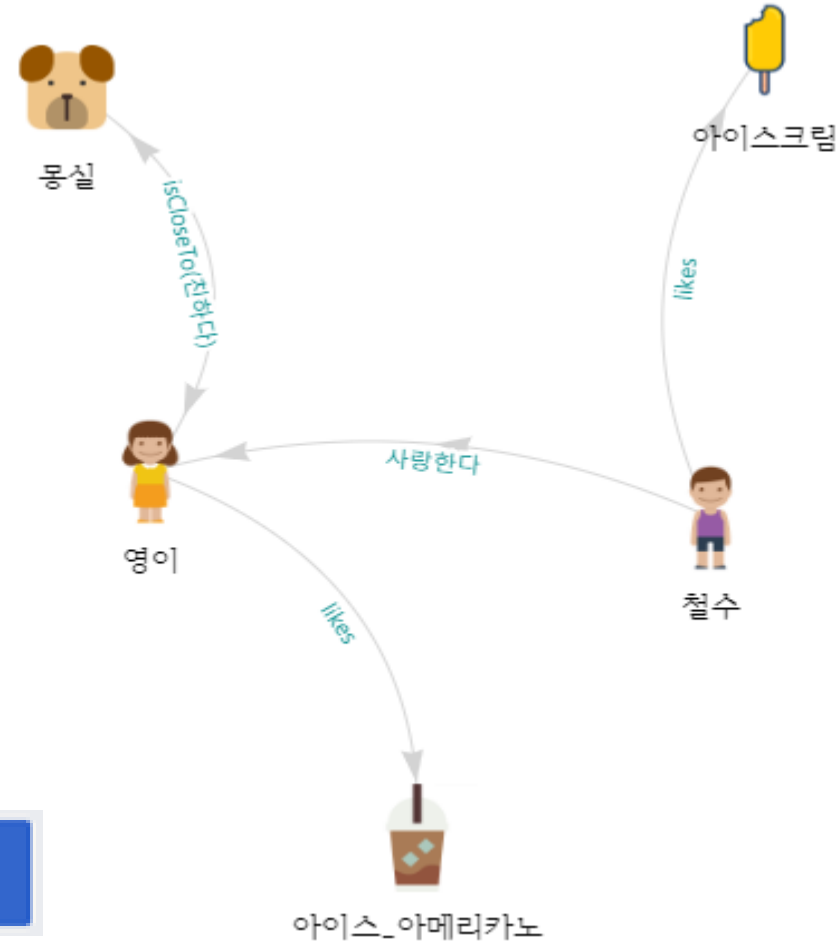 아이스크림
몽실
isCloseTo(친하다)
likes
사랑한다
영이
철수
likes
아이스_아메리카노